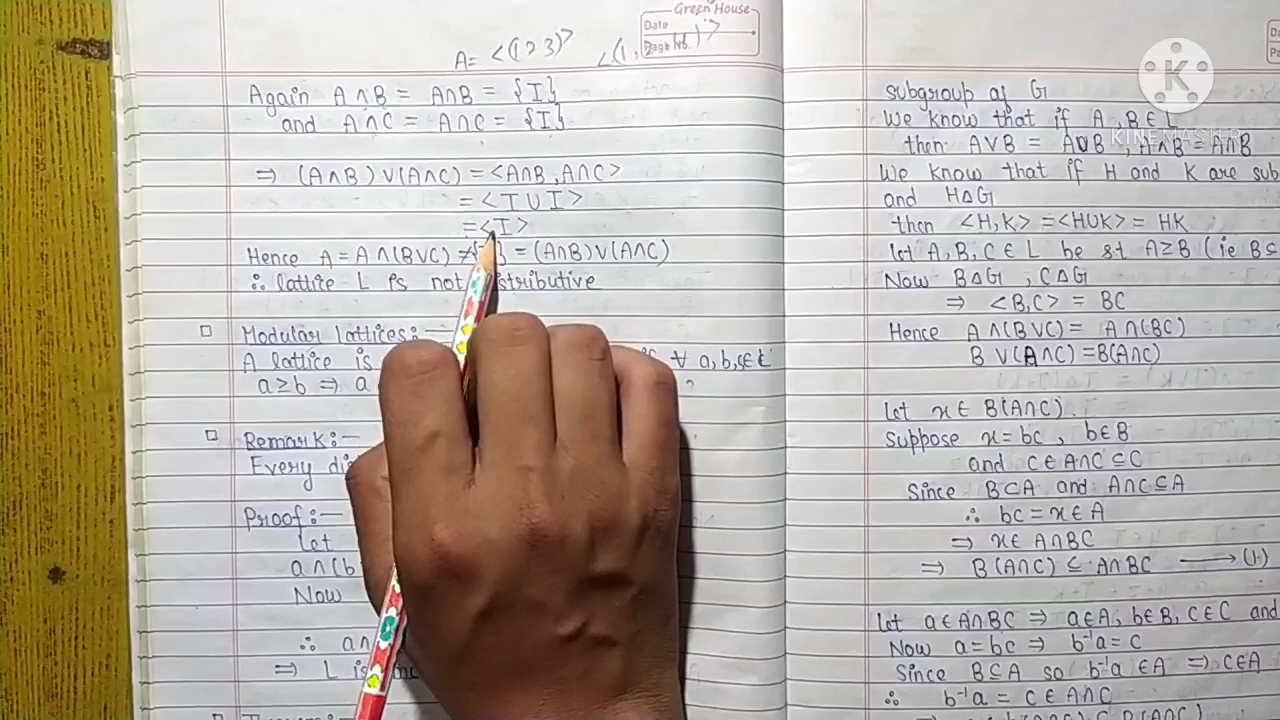 Green House
Date
Page No.
A = <(1 2 3)>
Again A∧B = A∩B = {I}
and A∧C = A∩C = {I}
⇒ (A∧B)∨(A∧C) = <A∩B, A∩C>
= <I ∪ I>
= <I>
Hence A = A∧(B∨C) ≠ = (A∧B)∨(A∧C)
∴ lattice L is not
□ Modular lattices:—
A lattice is ∀ a,b,c∈L
a≥b ⇒ a
□ Remark:—
Every
Proof:—
Let
a∧(b
Now
∴ a∧
⇒ L is
subgroup of G
We know that if A, B ∈ L
then A∨B = A∪B, A∧B = A∩B
We know that if H and K are sub
and H∆G
then <H,K> = <H∪K> = HK
let A, B, C ∈ L be st A≥B (ie B⊆
Now B∆G, C∆G
⇒ <B,C> = BC
Hence A∧(B∨C) = A∩(BC)
B∨(A∧C) = B(A∩C)
Let x∈ B(A∩C).
Suppose x = bc, b∈B
and c∈A∩C ⊆C
Since B⊂A and A∩C⊆A
∴ bc = x∈A
⇒ x∈ A∩BC
⇒ B(A∩C) ⊆ A∩BC ⟶ (1.)
Let a∈A∩BC ⇒ a∈A, b∈B, c∈C and
Now a=bc ⇒ b⁻¹a = c
Since B⊆A so b⁻¹a ∈A ⇒ c∈A
∴ b⁻¹a = c∈A∩C
KINEMASTER
K